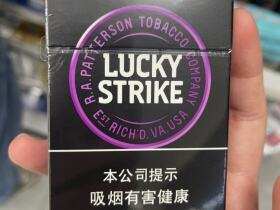 R.A. PATTERSON TOBACCO COMPANY
LUCKY
STRIKE
EST. RICH'D. VA. USA
本公司提示
吸烟有害健康